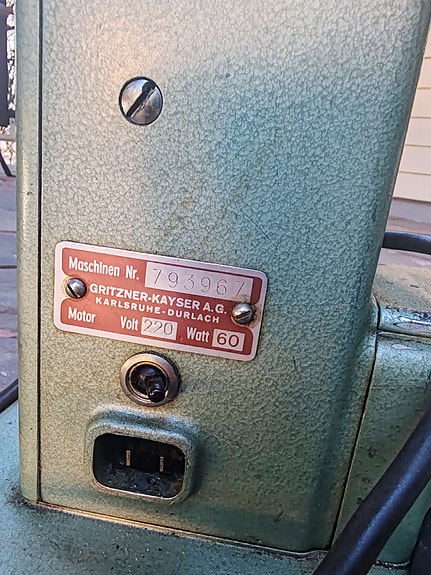 Maschinen Nr. 793967
GRITZNER-KAYSER A.G.
KARLSRUHE-DURLACH
Motor Volt 220 Watt 60